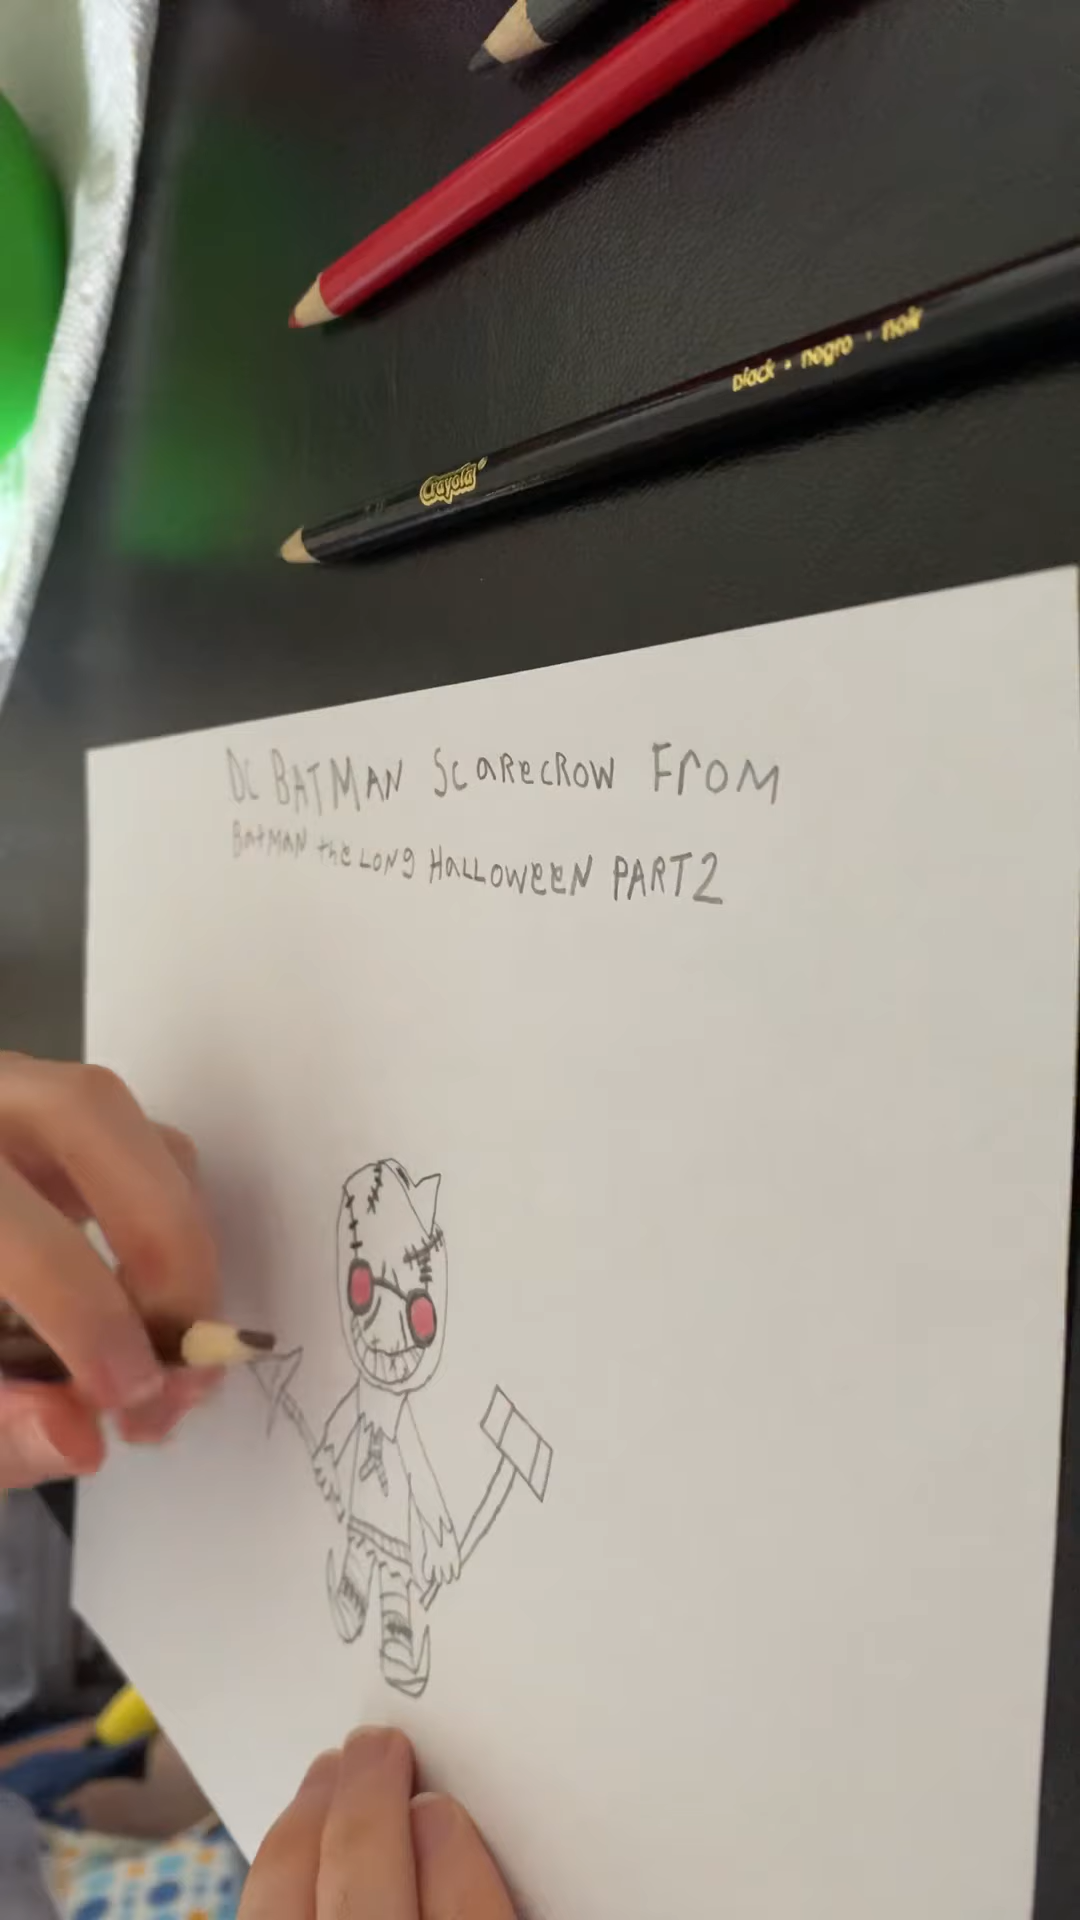 black • negro • noir
Crayola
DC BATMAN ScaReCROW FrOM
BatMAN the LONg HaLLOWeeN PART2